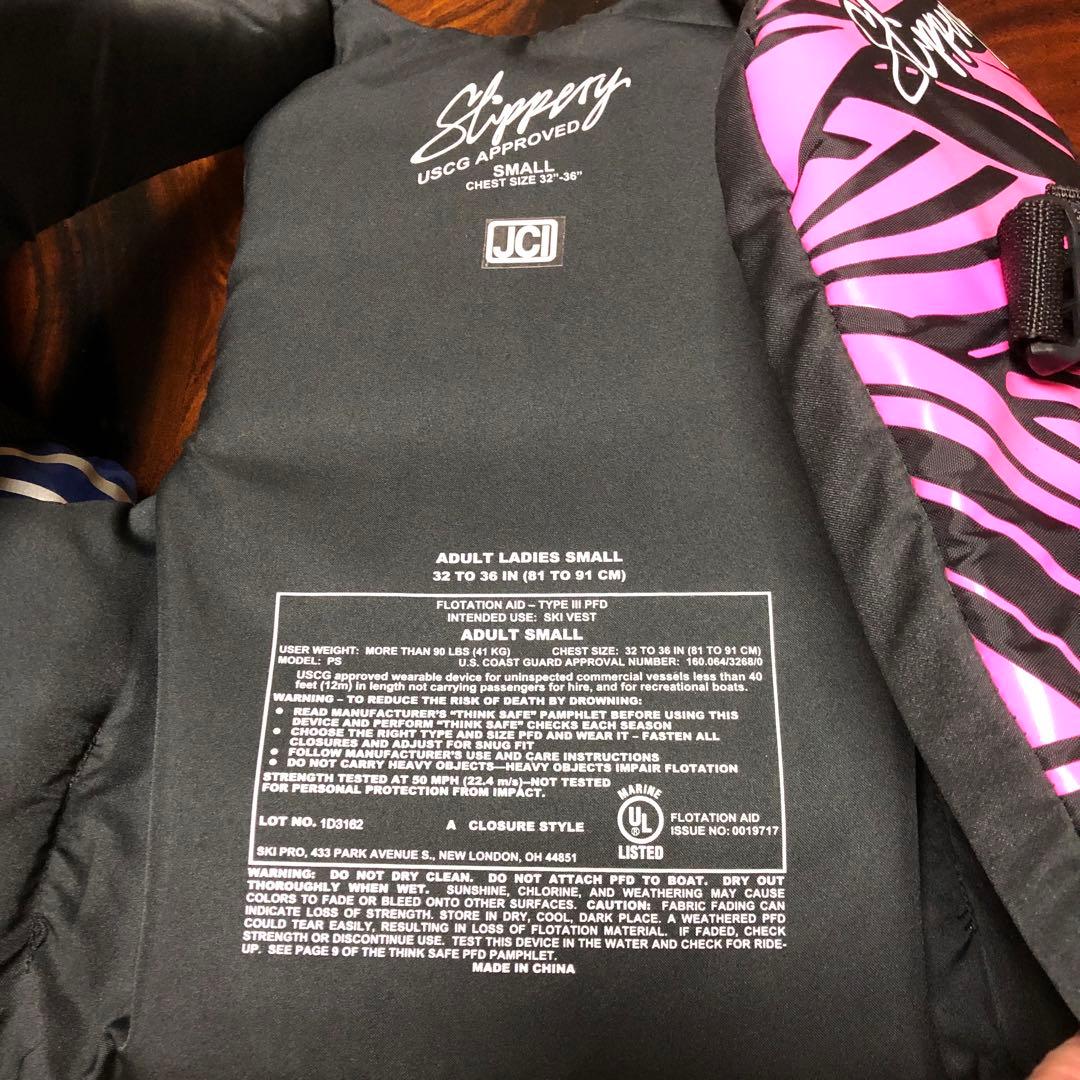 Slippery
USCG APPROVED
SMALL
CHEST SIZE 32"-36"
JCI
Slippery
ADULT LADIES SMALL
32 TO 36 IN (81 TO 91 CM)
FLOTATION AID – TYPE III PFD
INTENDED USE: SKI VEST
ADULT SMALL
USER WEIGHT: MORE THAN 90 LBS (41 KG) CHEST SIZE: 32 TO 36 IN (81 TO 91 CM)
MODEL: PS U.S. COAST GUARD APPROVAL NUMBER: 160.064/3268/0
USCG approved wearable device for uninspected commercial vessels less than 40
feet (12m) in length not carrying passengers for hire, and for recreational boats.
WARNING – TO REDUCE THE RISK OF DEATH BY DROWNING:
• READ MANUFACTURER'S "THINK SAFE" PAMPHLET BEFORE USING THIS
DEVICE AND PERFORM "THINK SAFE" CHECKS EACH SEASON
• CHOOSE THE RIGHT TYPE AND SIZE PFD AND WEAR IT – FASTEN ALL
CLOSURES AND ADJUST FOR SNUG FIT
• FOLLOW MANUFACTURER'S USE AND CARE INSTRUCTIONS
• DO NOT CARRY HEAVY OBJECTS—HEAVY OBJECTS IMPAIR FLOTATION
STRENGTH TESTED AT 50 MPH (22.4 m/s)–NOT TESTED
FOR PERSONAL PROTECTION FROM IMPACT.
MARINE
UL
®
LISTED
FLOTATION AID
ISSUE NO: 0019717
LOT NO. 1D3162 A CLOSURE STYLE
SKI PRO, 433 PARK AVENUE S., NEW LONDON, OH 44851
WARNING: DO NOT DRY CLEAN. DO NOT ATTACH PFD TO BOAT. DRY OUT
THOROUGHLY WHEN WET. SUNSHINE, CHLORINE, AND WEATHERING MAY CAUSE
COLORS TO FADE OR BLEED ONTO OTHER SURFACES. CAUTION: FABRIC FADING CAN
INDICATE LOSS OF STRENGTH. STORE IN DRY, COOL, DARK PLACE. A WEATHERED PFD
COULD TEAR EASILY, RESULTING IN LOSS OF FLOTATION MATERIAL. IF FADED, CHECK
STRENGTH OR DISCONTINUE USE. TEST THIS DEVICE IN THE WATER AND CHECK FOR RIDE-
UP. SEE PAGE 9 OF THE THINK SAFE PFD PAMPHLET.
MADE IN CHINA